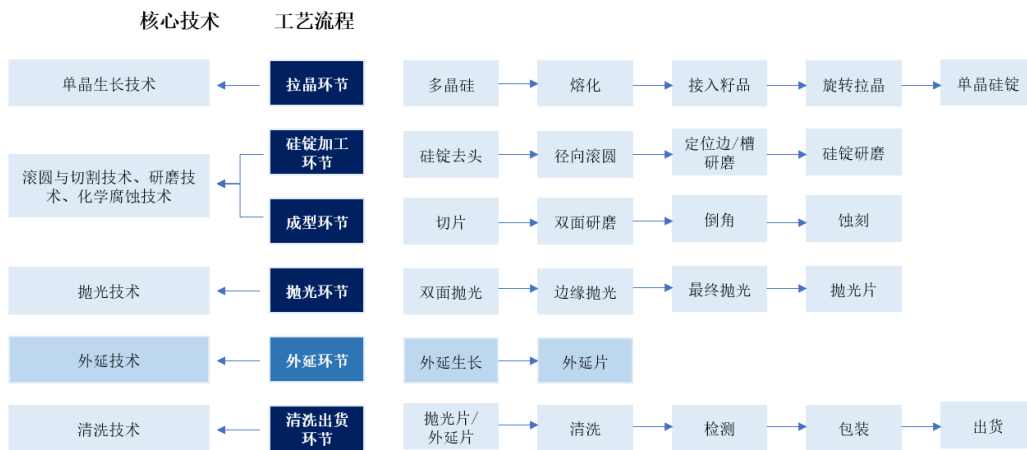 核心技术
工艺流程
单晶生长技术
拉晶环节
多晶硅
熔化
接入籽晶
旋转拉晶
单晶硅锭
滚圆与切割技术、研磨技
术、化学腐蚀技术
硅锭加工
环节
硅锭去头
径向滚圆
定位边/槽
研磨
硅锭研磨
成型环节
切片
双面研磨
倒角
蚀刻
抛光技术
抛光环节
双面抛光
边缘抛光
最终抛光
抛光片
外延技术
外延环节
外延生长
外延片
清洗技术
清洗出货
环节
抛光片/
外延片
清洗
检测
包装
出货